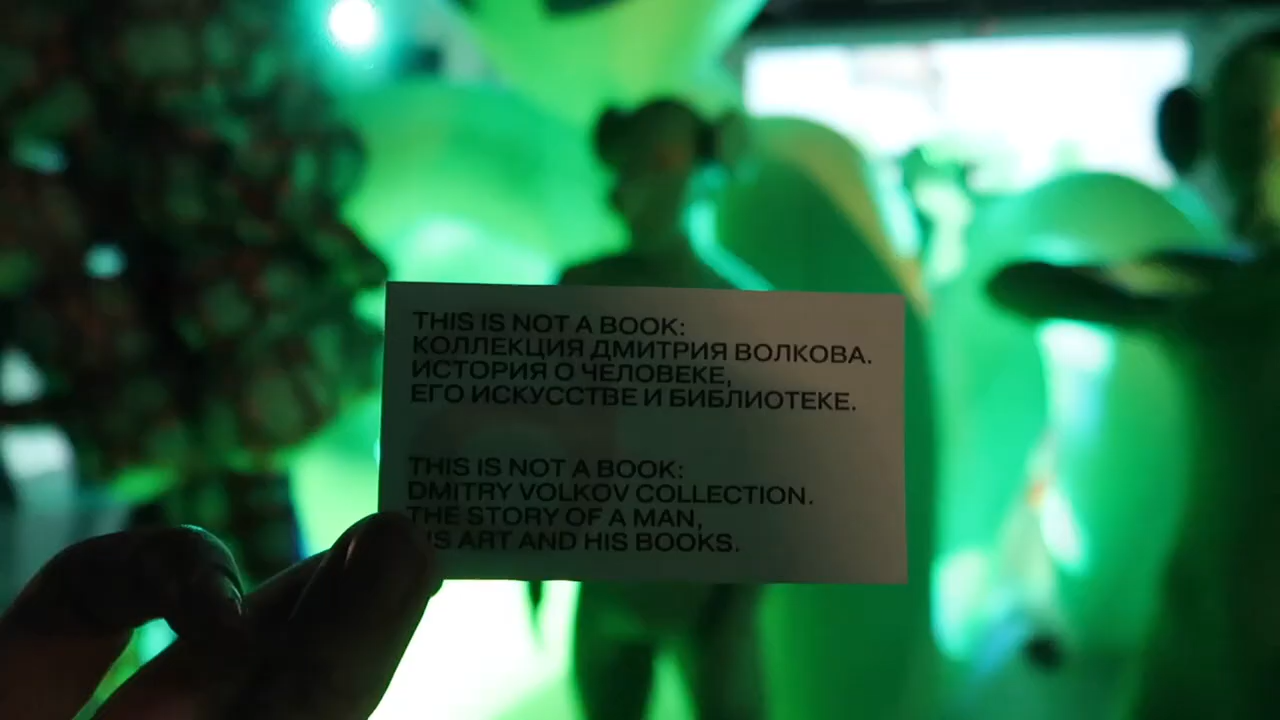 THIS IS NOT A BOOK:
КОЛЛЕКЦИЯ ДМИТРИЯ ВОЛКОВА.
ИСТОРИЯ О ЧЕЛОВЕКЕ,
ЕГО ИСКУССТВЕ И БИБЛИОТЕКЕ.
THIS IS NOT A BOOK:
DMITRY VOLKOV COLLECTION.
THE STORY OF A MAN,
HIS ART AND HIS BOOKS.